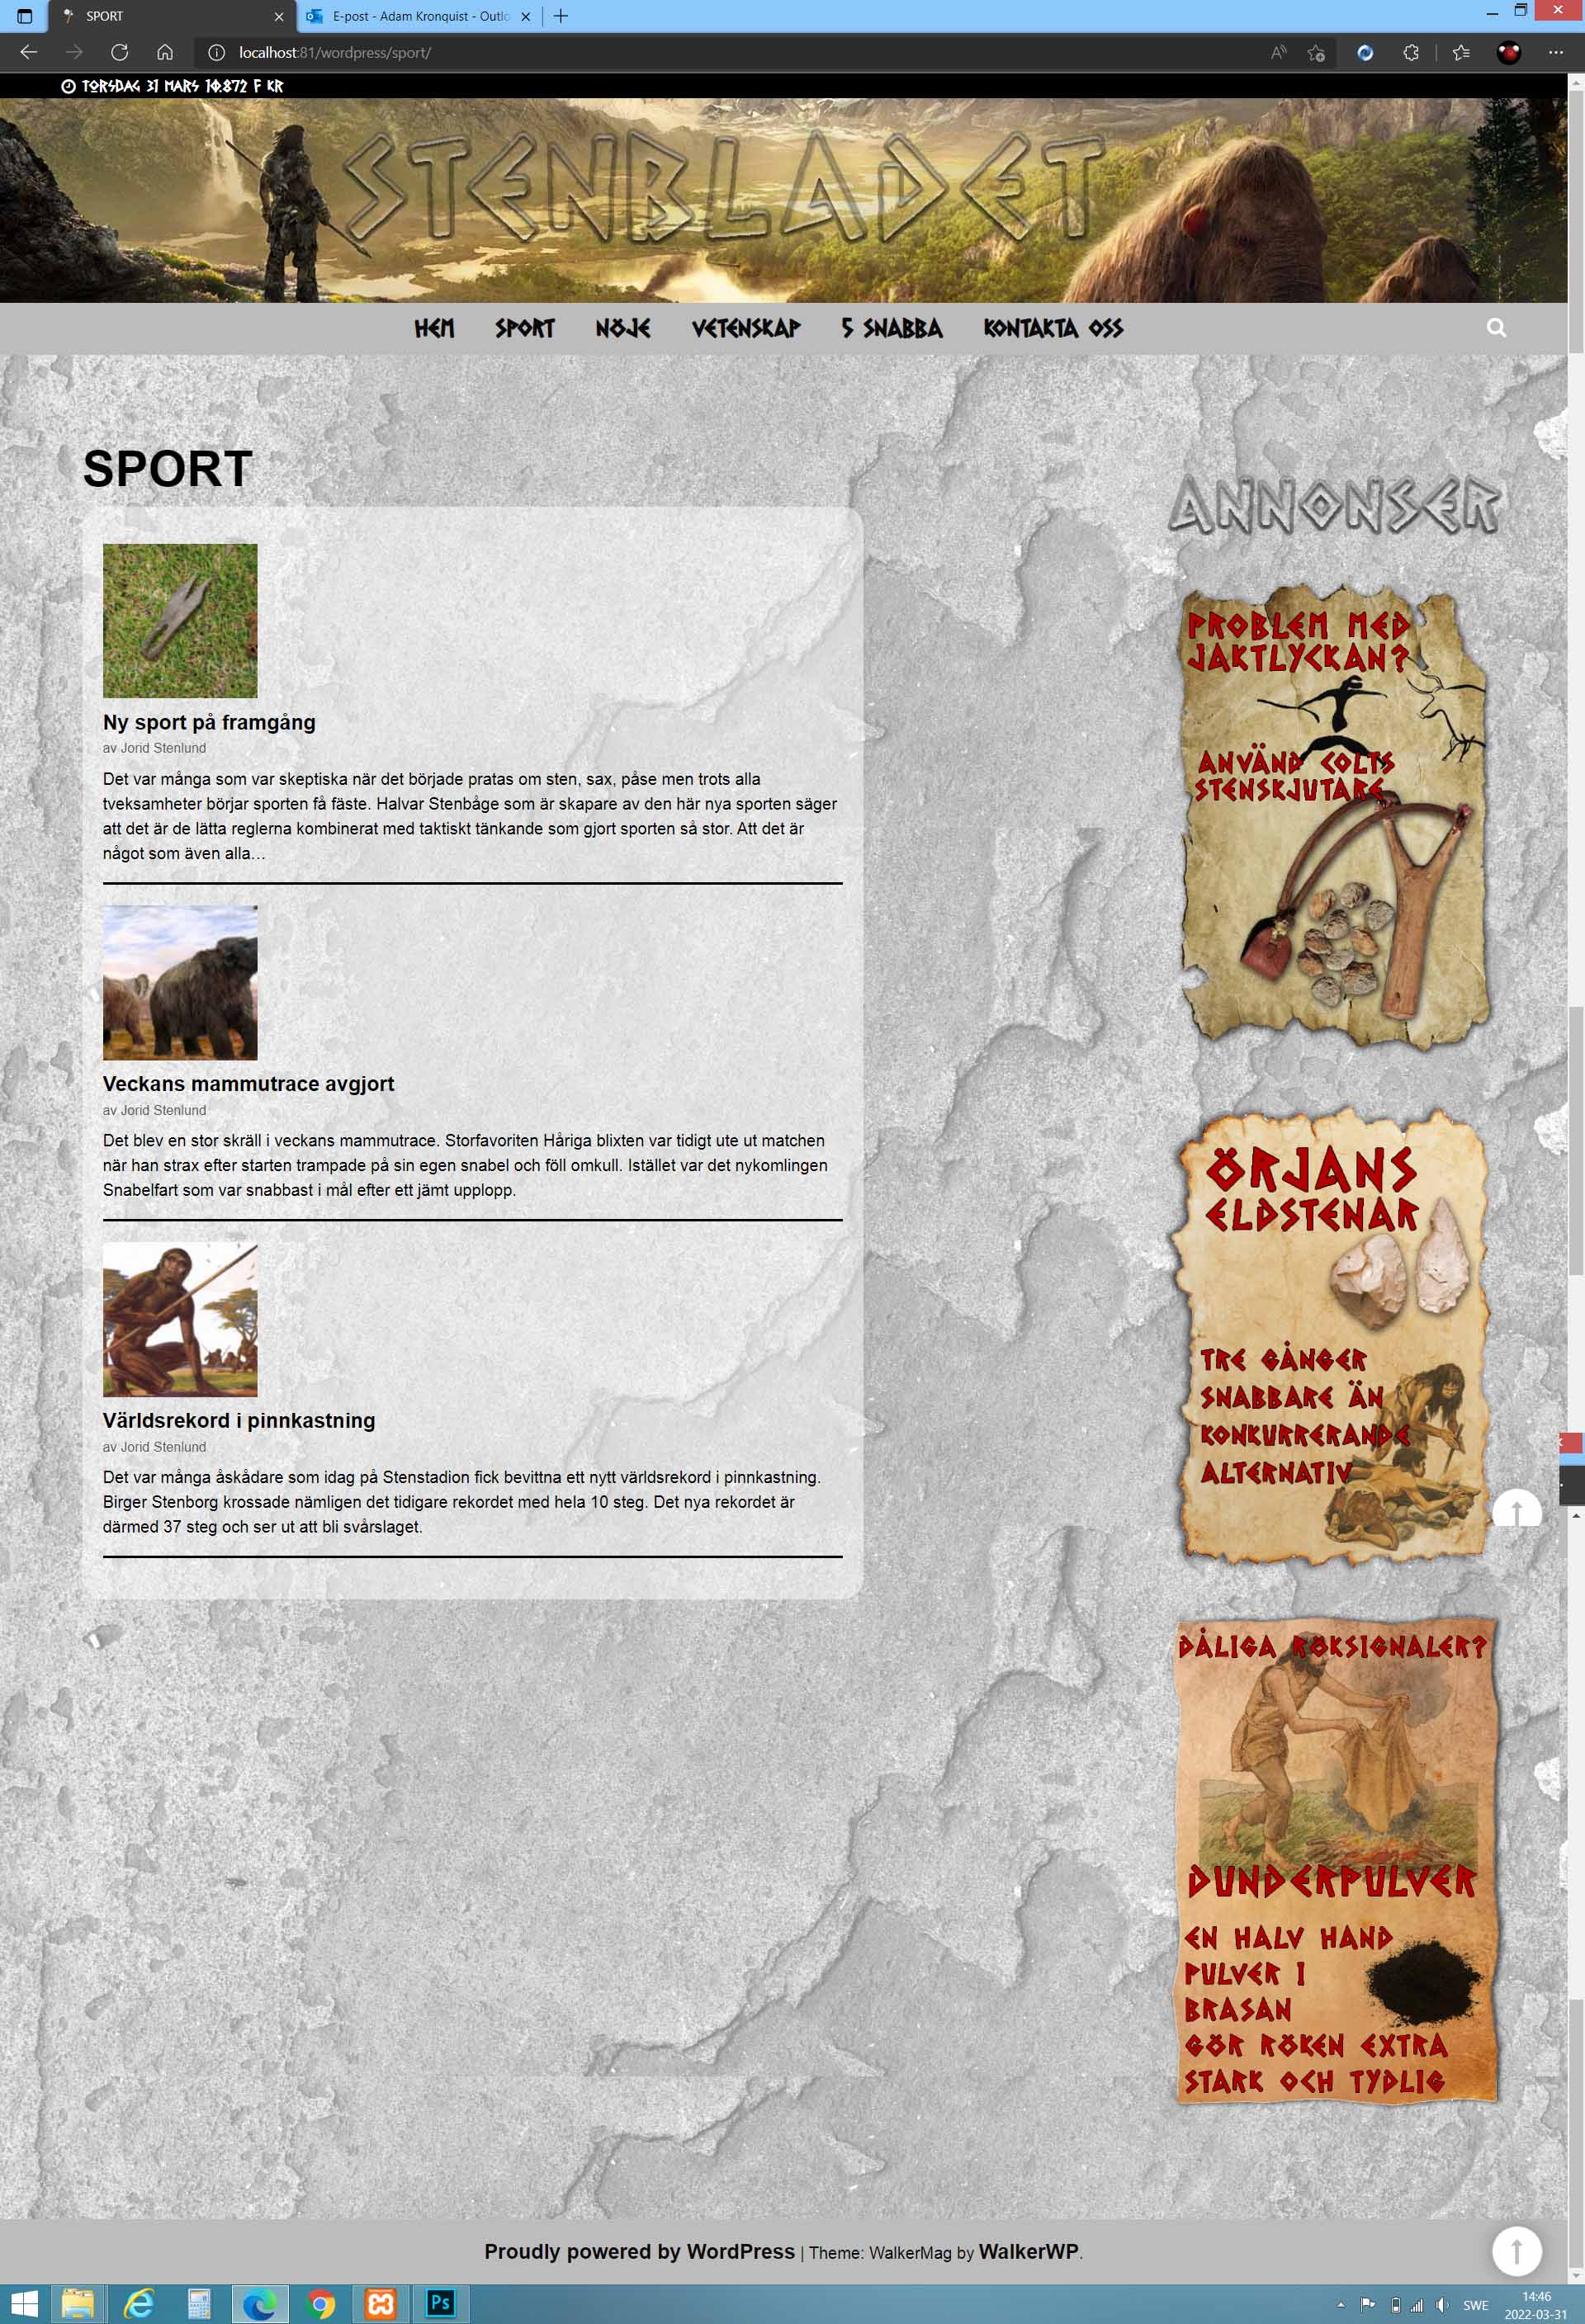 SPORT
E-post - Adam Kronquist - Outlo
localhost:81/wordpress/sport/
TORSDAG 31 MARS 10.872 F KR
STENBLADET
HEM SPORT NÖJE VETENSKAP 5 SNABBA KONTAKTA OSS
SPORT
Ny sport på framgång
av Jorid Stenlund
Det var många som var skeptiska när det började pratas om sten, sax, påse men trots alla
tveksamheter börjar sporten få fäste. Halvar Stenbåge som är skapare av den här nya sporten säger
att det är de lätta reglerna kombinerat med taktiskt tänkande som gjort sporten så stor. Att det är
något som även alla…
Veckans mammutrace avgjort
av Jorid Stenlund
Det blev en stor skräll i veckans mammutrace. Storfavoriten Håriga blixten var tidigt ute ut matchen
när han strax efter starten trampade på sin egen snabel och föll omkull. Istället var det nykomlingen
Snabelfart som var snabbast i mål efter ett jämt upplopp.
Världsrekord i pinnkastning
av Jorid Stenlund
Det var många åskådare som idag på Stenstadion fick bevittna ett nytt världsrekord i pinnkastning.
Birger Stenborg krossade nämligen det tidigare rekordet med hela 10 steg. Det nya rekordet är
därmed 37 steg och ser ut att bli svårslaget.
ANNONSER
PROBLEM MED
JAKTLYCKAN?
ANVÄND COLTS
STENSKJUTARE
ÖRJANS
ELDSTENAR
TRE GÅNGER
SNABBARE ÄN
KONKURRERANDE
ALTERNATIV
DÅLIGA RÖKSIGNALER?
DUNDERPULVER
EN HALV HAND
PULVER I
BRASAN
GÖR RÖKEN EXTRA
STARK OCH TYDLIG
Proudly powered by WordPress | Theme: WalkerMag by WalkerWP.
Ps
SWE
14:46
2022-03-31